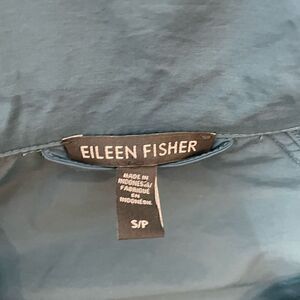 EILEEN FISHER
MADE IN
INDONESIA/
FABRIQUÉ
EN
INDONÉSIE
S/P